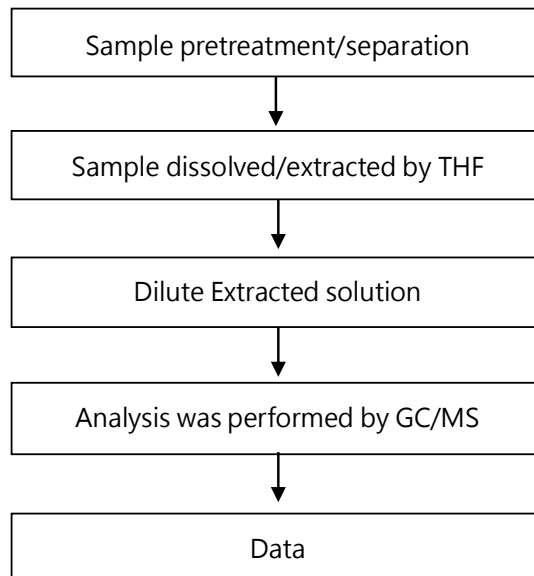 Sample pretreatment/separation
Sample dissolved/extracted by THF
Dilute Extracted solution
Analysis was performed by GC/MS
Data